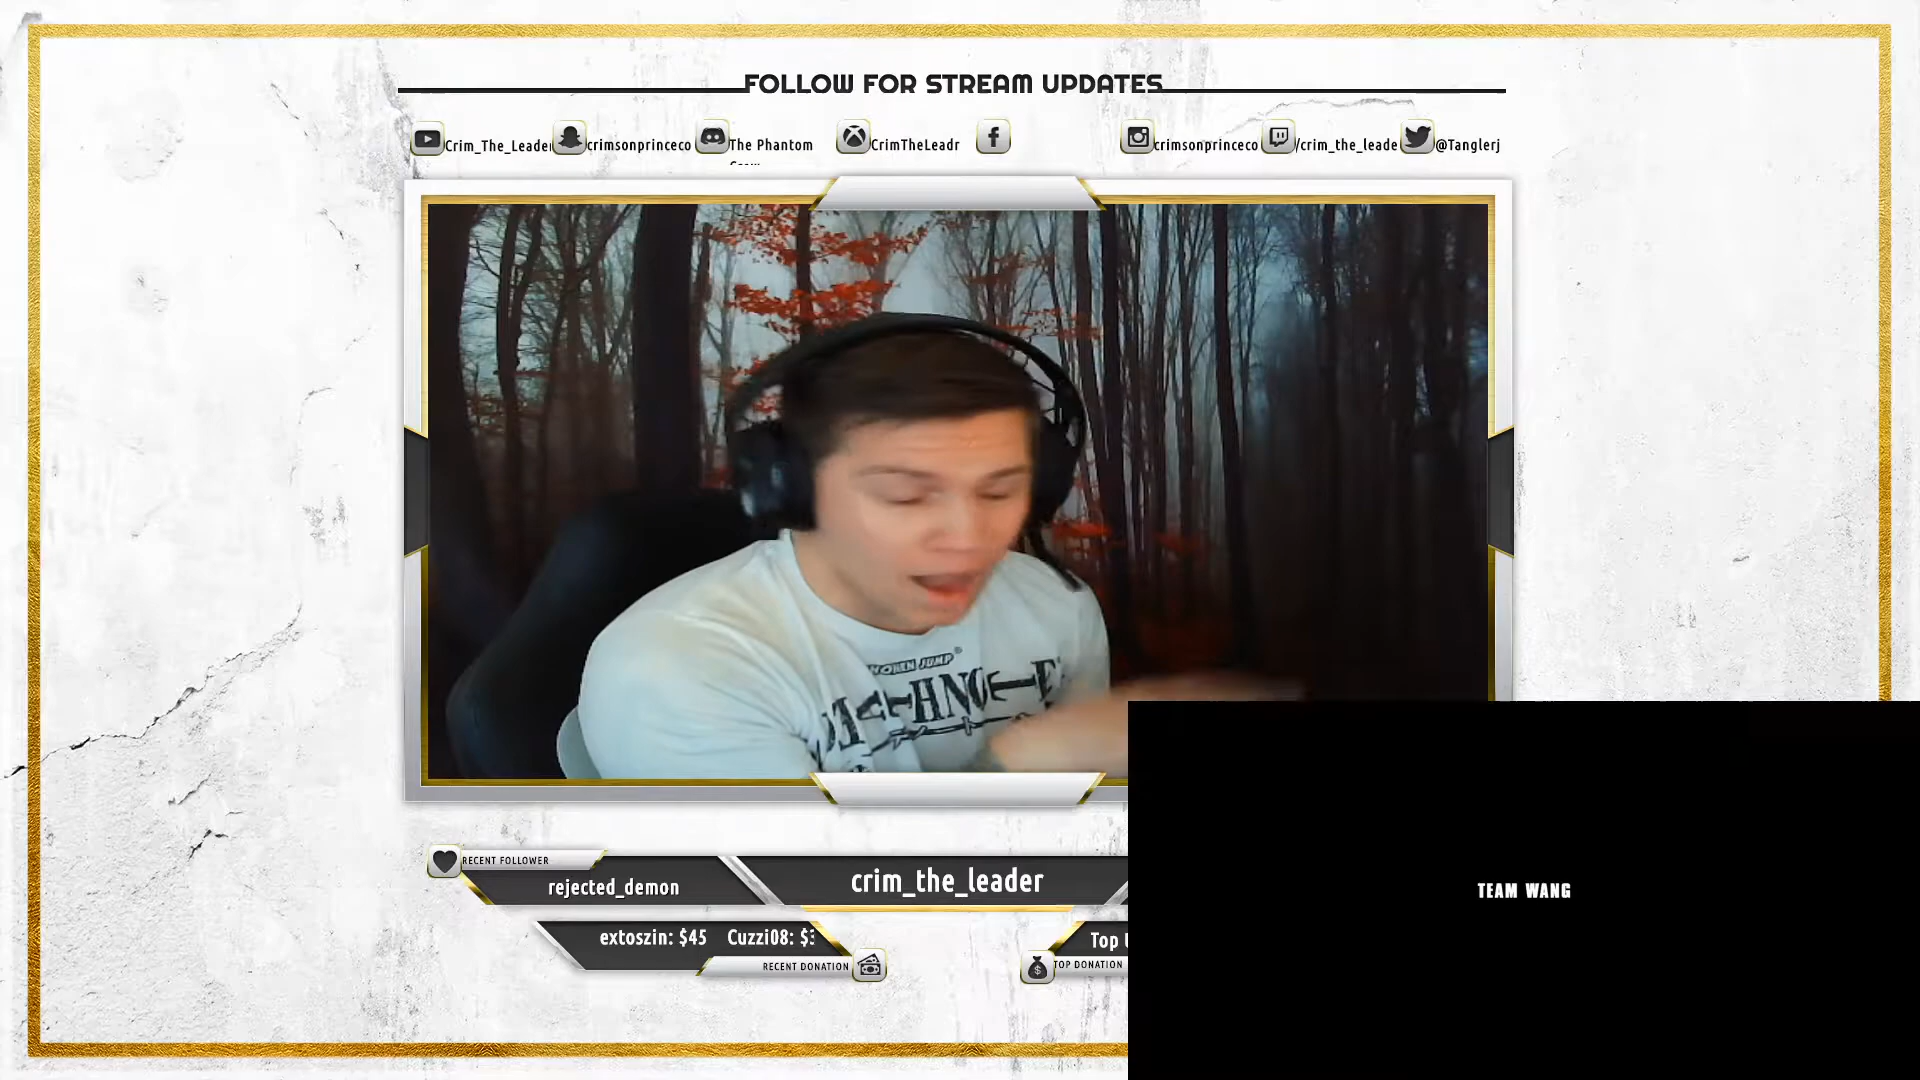 FOLLOW FOR STREAM UPDATES
Crim_The_Leader
crimsonprinceco
The Phantom
CrimTheLeadr
crimsonprinceco
/crim_the_leade
@Tanglerj
RECENT FOLLOWER
rejected_demon
crim_the_leader
extoszin: $45 Cuzzi08:
RECENT DONATION
Top
TOP DONATION
TEAM WANG